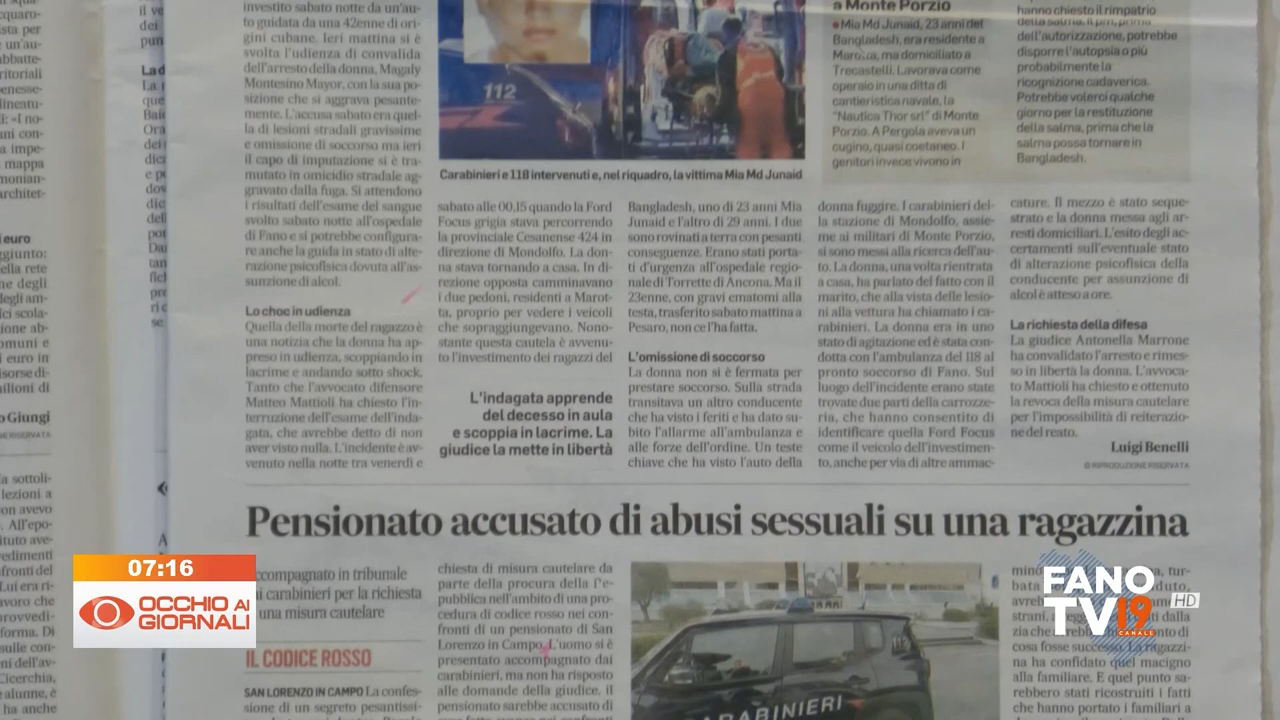 investito sabato notte da un'au-
to guidata da una 42enne di ori-
gini cubane. Ieri mattina si è
svolta l'udienza di convalida
dell'arresto della donna, Magaly
Montesino Mayor, con la sua po-
sizione che si aggrava pesante-
mente. L'accusa sabato era quel-
la di lesioni stradali gravissime
e omissione di soccorso ma ieri
il capo di imputazione si è tra-
mutato in omicidio stradale ag-
gravato dalla fuga. Si attendono
i risultati dell'esame del sangue
svolto sabato notte all'ospedale
di Fano e si potrebbe configura-
re anche la guida in stato di alte-
razione psicofisica dovuta all'as-
sunzione di alcol.
Lo choc in udienza
Quella della morte del ragazzo è
una notizia che la donna ha ap-
preso in udienza, scoppiando in
lacrime e andando sotto shock.
Tanto che l'avvocato difensore
Matteo Mattioli ha chiesto l'in-
terruzione dell'esame dell'inda-
gata, che avrebbe detto di non
aver visto nulla. L'incidente è av-
venuto nella notte tra venerdì e
112
Carabinieri e 118 intervenuti e, nel riquadro, la vittima Mia Md Junaid
sabato alle 00,15 quando la Ford
Focus grigia stava percorrendo
la provinciale Cesanense 424 in
direzione di Mondolfo. La don-
na stava tornando a casa. In di-
rezione opposta camminavano
i due pedoni, residenti a Marot-
ta, proprio per vedere i veicoli
che sopraggiungevano. Nono-
stante questa cautela è avvenu-
to l'investimento dei ragazzi del
L'indagata apprende
del decesso in aula
e scoppia in lacrime. La
giudice la mette in libertà
Bangladesh, uno di 23 anni Mia
Junaid e l'altro di 29 anni. I due
sono rovinati a terra con pesanti
conseguenze. Erano stati porta-
ti d'urgenza all'ospedale regio-
nale di Torrette di Ancona. Ma il
23enne, con gravi ematomi alla
testa, trasferito sabato mattina a
Pesaro, non ce l'ha fatta.
L'omissione di soccorso
La donna non si è fermata per
prestare soccorso. Sulla strada
transitava un altro conducente
che ha visto i feriti e ha dato su-
bito l'allarme all'ambulanza e
alle forze dell'ordine. Un teste
chiave che ha visto l'auto della
a Monte Porzio
● Mia Md Junaid, 23 anni del
Bangladesh, era residente a
Marotta, ma domiciliato a
Trecastelli. Lavorava come
operaio in una ditta di
cantieristica navale, la
"Nautica Thor srl" di Monte
Porzio. A Pergola aveva un
cugino, quasi coetaneo. I
genitori invece vivono in
hanno chiesto il rimpatrio
della salma. Il pm, prima
dell'autorizzazione, potrebbe
disporre l'autopsia o più
probabilmente la
ricognizione cadaverica.
Potrebbe volerci qualche
giorno per la restituzione
della salma, prima che la
salma possa tornare in
Bangladesh.
donna fuggire. I carabinieri del-
la stazione di Mondolfo, assie-
me ai militari di Monte Porzio,
si sono messi alla ricerca dell'au-
to. La donna, una volta rientrata
a casa, ha parlato del fatto con il
marito, che alla vista delle lesio-
ni alla vettura ha chiamato i ca-
rabinieri. La donna era in uno
stato di agitazione ed è stata con-
dotta con l'ambulanza del 118 al
pronto soccorso di Fano. Sul
luogo dell'incidente erano state
trovate due parti della carrozze-
ria, che hanno consentito di
identificare quella Ford Focus
come il veicolo dell'investimen-
to, anche per via di altre ammac-
cature. Il mezzo è stato seque-
strato e la donna messa agli ar-
resti domiciliari. L'esito degli ac-
certamenti sull'eventuale stato
di alterazione psicofisica della
conducente per assunzione di
alcol è atteso a ore.
La richiesta della difesa
La giudice Antonella Marrone
ha convalidato l'arresto e rimes-
so in libertà la donna. L'avvoca-
to Mattioli ha chiesto e ottenuto
la revoca della misura cautelare
per l'impossibilità di reiterazio-
ne del reato.
Luigi Benelli
© RIPRODUZIONE RISERVATA
Pensionato accusato di abusi sessuali su una ragazzina
ccompagnato in tribunale
i carabinieri per la richiesta
una misura cautelare
IL CODICE ROSSO
SAN LORENZO IN CAMPO La confes-
sione di un segreto pesantissi-
chiesta di misura cautelare da
parte della procura della Re-
pubblica nell'ambito di una pro-
cedura di codice rosso nei con-
fronti di un pensionato di San
Lorenzo in Campo. L'uomo si è
presentato accompagnato dai
carabinieri, ma non ha risposto
alle domande della giudice. il
pensionato sarebbe accusato di
CARABINIERI
cosa fosse successo. La ragazzi-
na ha confidato quel macigno
alla familiare. E quel punto sa-
rebbero stati ricostruiti i fatti
che hanno portato i familiari a
07:16
OCCHIO AI
GIORNALI
FANO
TV 19 HD
CANALE